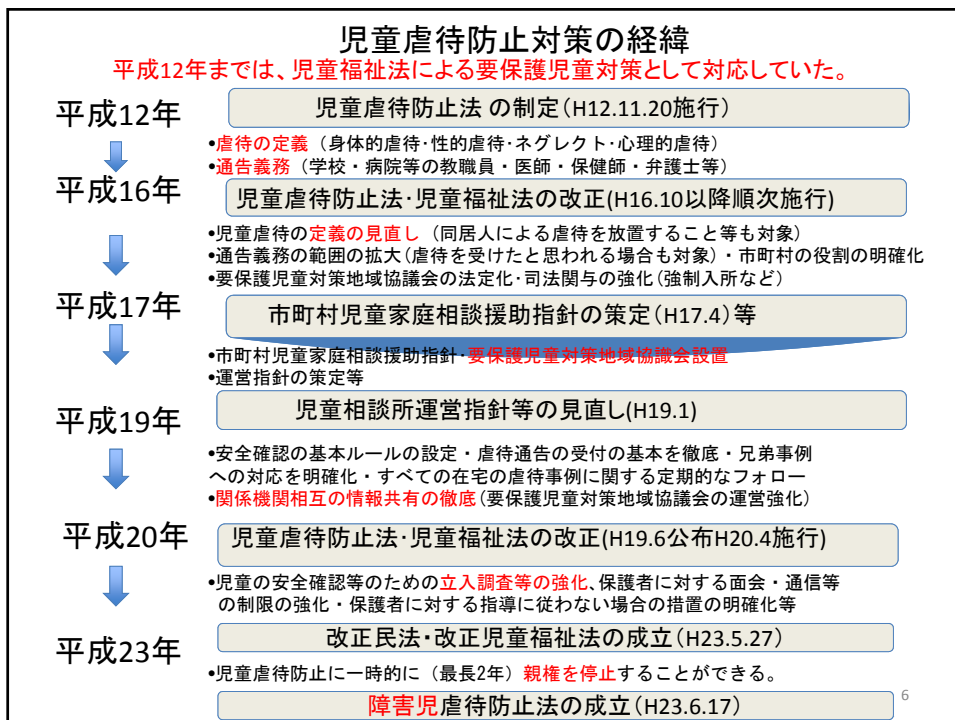 児童虐待防止対策の経緯
平成12年までは、児童福祉法による要保護児童対策として対応していた。
平成12年
児童虐待防止法 の制定(H12.11.20施行)
•虐待の定義 (身体的虐待･性的虐待･ネグレクト･心理的虐待)
•通告義務 (学校・病院等の教職員・医師・保健師・弁護士等)
平成16年
児童虐待防止法･児童福祉法の改正(H16.10以降順次施行)
•児童虐待の定義の見直し (同居人による虐待を放置すること等も対象)
•通告義務の範囲の拡大(虐待を受けたと思われる場合も対象)・市町村の役割の明確化
•要保護児童対策地域協議会の法定化･司法関与の強化(強制入所など)
平成17年
市町村児童家庭相談援助指針の策定(H17.4)等
•市町村児童家庭相談援助指針･要保護児童対策地域協識会設置
•運営指針の策定等
平成19年
児童相談所運営指針等の見直し(H19.1)
•安全確認の基本ルールの設定・虐待通告の受付の基本を徹底・兄弟事例
への対応を明確化・すべての在宅の虐待事例に関する定期的なフォロー
•関係機関相互の情報共有の徹底(要保護児童対策地域協議会の運営強化)
平成20年
児童虐待防止法･児童福祉法の改正(H19.6公布H20.4施行)
•児童の安全確認等のための立入調査等の強化、保護者に対する面会・通信等
の制限の強化・保護者に対する指導に従わない場合の措置の明確化等
平成23年
改正民法・改正児童福祉法の成立(H23.5.27)
•児童虐待防止に一時的に (最長2年) 親権を停止することができる。
障害児虐待防止法の成立(H23.6.17)
6